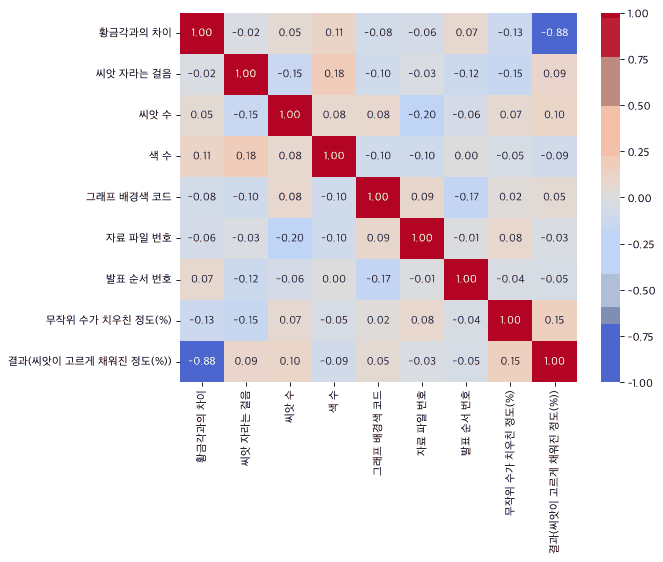 황금각과의 차이 1.00 -0.02 0.05 0.11 -0.08 -0.06 0.07 -0.13 -0.88
씨앗 자라는 걸음 -0.02 1.00 -0.15 0.18 -0.10 -0.03 -0.12 -0.15 0.09
씨앗 수 0.05 -0.15 1.00 0.08 0.08 -0.20 -0.06 0.07 0.10
색 수 0.11 0.18 0.08 1.00 -0.10 -0.10 0.00 -0.05 -0.09
그래프 배경색 코드 -0.08 -0.10 0.08 -0.10 1.00 0.09 -0.17 0.02 0.05
자료 파일 번호 -0.06 -0.03 -0.20 -0.10 0.09 1.00 -0.01 0.08 -0.03
발표 순서 번호 0.07 -0.12 -0.06 0.00 -0.17 -0.01 1.00 -0.04 -0.05
무작위 수가 치우친 정도(%) -0.13 -0.15 0.07 -0.05 0.02 0.08 -0.04 1.00 0.15
결과(씨앗이 고르게 채워진 정도(%)) -0.88 0.09 0.10 -0.09 0.05 -0.03 -0.05 0.15 1.00
황금각과의 차이
씨앗 자라는 걸음
씨앗 수
색 수
그래프 배경색 코드
자료 파일 번호
발표 순서 번호
무작위 수가 치우친 정도(%)
결과(씨앗이 고르게 채워진 정도(%))
1.00
0.75
0.50
0.25
0.00
-0.25
-0.50
-0.75
-1.00